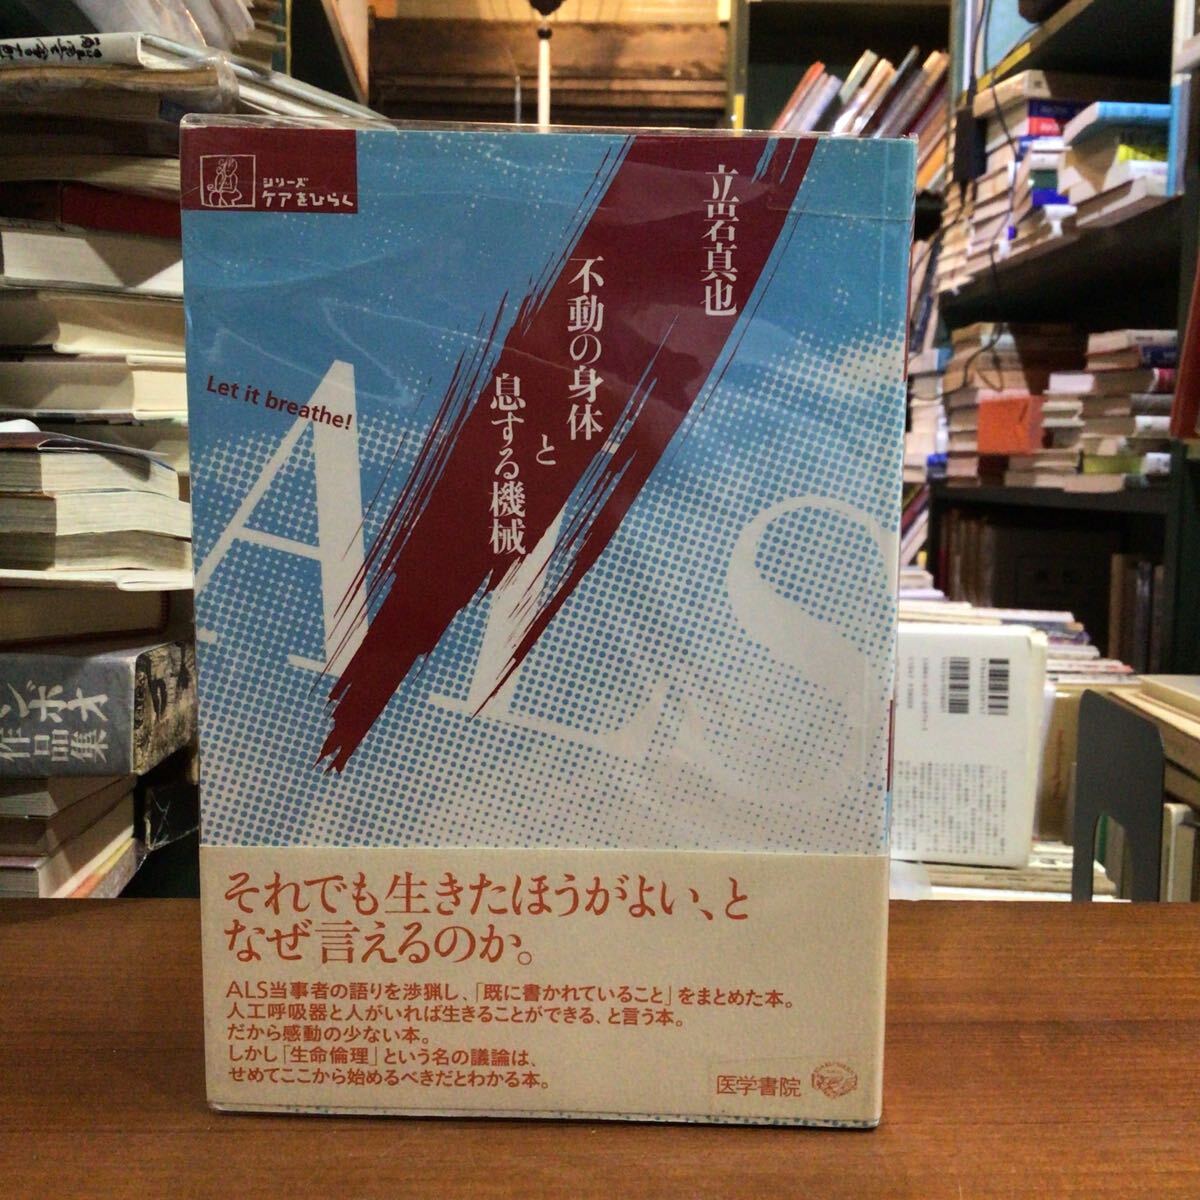 シリーズ
ケアをひらく
立岩真也
不動の身体
と
息する機械
Let it breathe!
ALS
それでも生きたほうがよい、と
なぜ言えるのか。
ALS当事者の語りを渉猟し、「既に書かれていること」をまとめた本。
人工呼吸器と人がいれば生きることができる、と言う本。
だから感動の少ない本。
しかし「生命倫理」という名の議論は、
せめてここから始めるべきだとわかる本。
医学書院
ンボオ
作品集